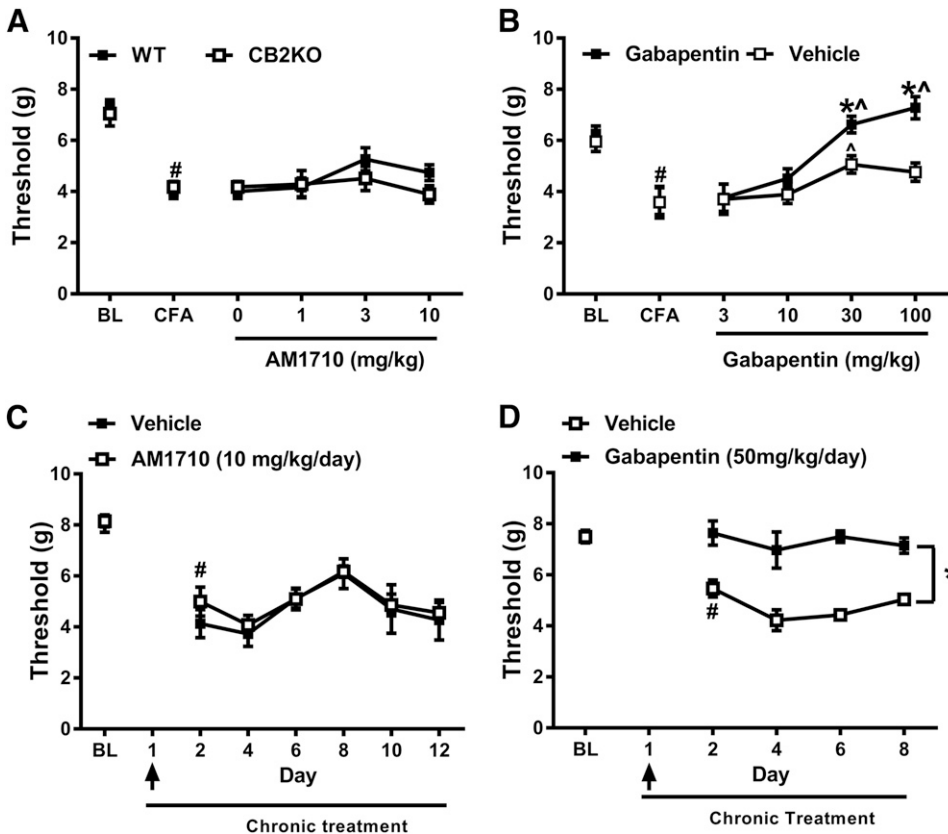 A
WT
CB2KO
Threshold (g)
10
8
6
4
2
0
#
BL
CFA
0
1
3
10
AM1710 (mg/kg)
B
Gabapentin
Vehicle
Threshold (g)
10
8
6
4
2
0
#
*^
^
*^
BL
CFA
3
10
30
100
Gabapentin (mg/kg)
C
Vehicle
AM1710 (10 mg/kg/day)
Threshold (g)
10
8
6
4
2
0
#
BL
1
2
4
6
8
10
12
Day
Chronic treatment
D
Vehicle
Gabapentin (50mg/kg/day)
Threshold (g)
10
8
6
4
2
0
#
*
BL
1
2
4
6
8
Day
Chronic Treatment